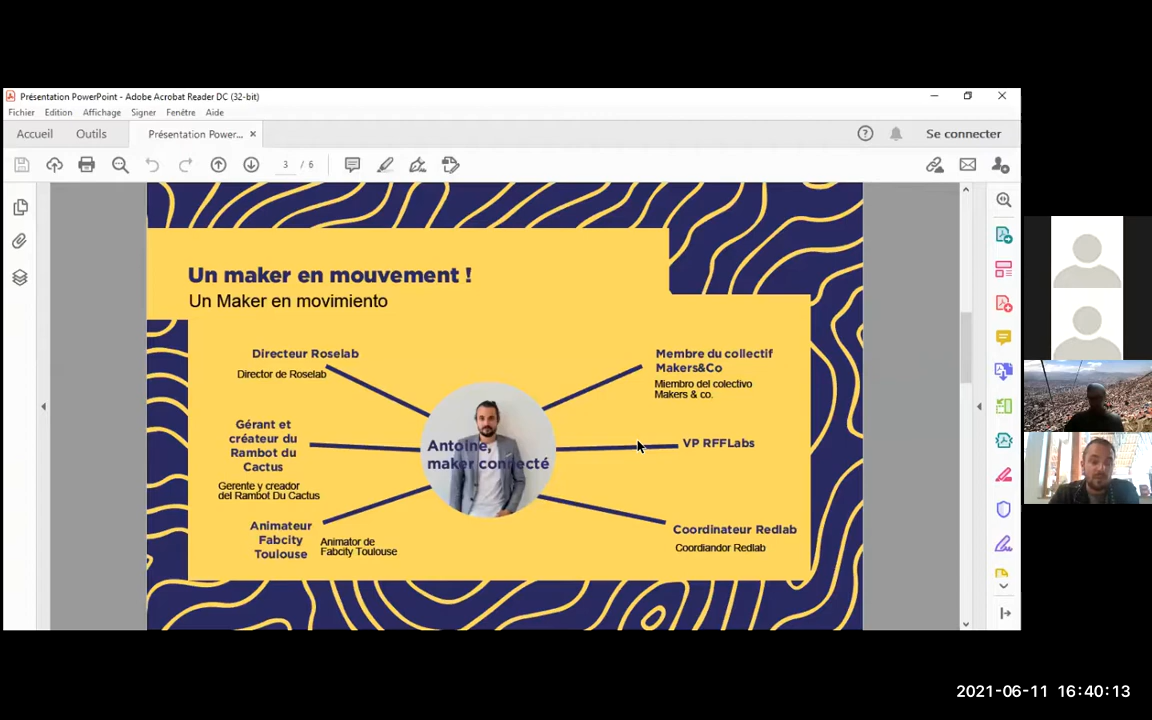 Présentation PowerPoint - Adobe Acrobat Reader DC (32-bit)
Fichier Edition Affichage Signer Fenêtre Aide
Accueil Outils Présentation Power... × Se connecter
3 / 6
Un maker en mouvement !
Un Maker en movimiento
Directeur Roselab
Director de Roselab
Gérant et
créateur du
Rambot du
Cactus
Gerente y creador
del Rambot Du Cactus
Animateur
Fabcity
Toulouse
Animator de
Fabcity Toulouse
Antoine,
maker connecté
Membre du collectif
Makers&Co
Miembro del colectivo
Makers & co.
VP RFFLabs
Coordinateur Redlab
Coordiandor Redlab
2021-06-11 16:40:13